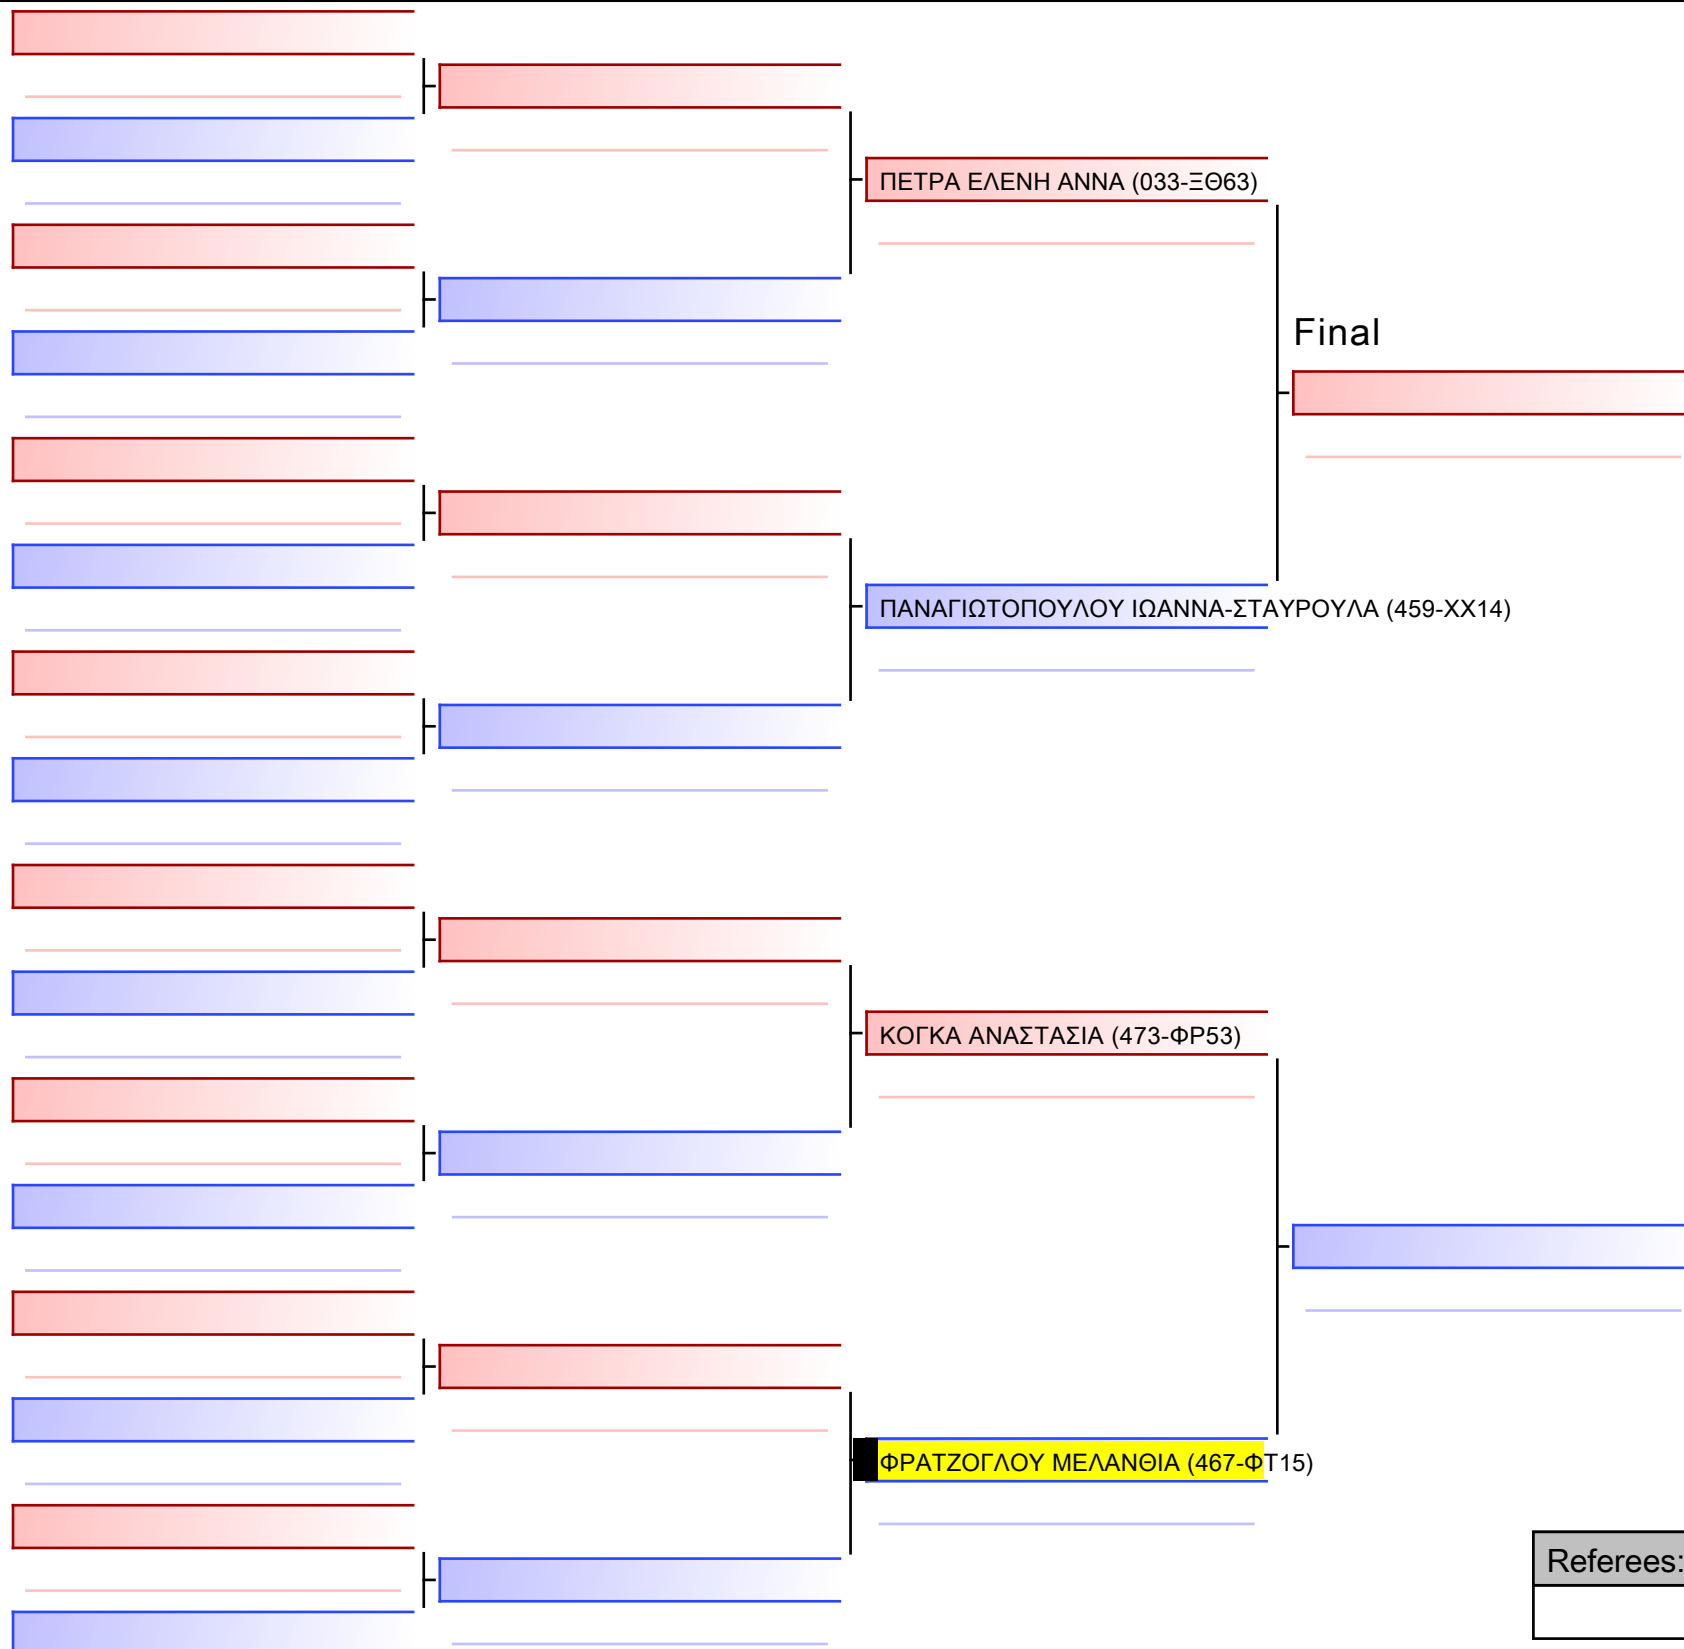 ΠΕΤΡΑ ΕΛΕΝΗ ΑΝΝΑ (033-ΞΘ63)
Final
ΠΑΝΑΓΙΩΤΟΠΟΥΛΟΥ ΙΩΑΝΝΑ-ΣΤΑΥΡΟΥΛΑ (459-ΧΧ14)
ΚΟΓΚΑ ΑΝΑΣΤΑΣΙΑ (473-ΦΡ53)
ΦΡΑΤΖΟΓΛΟΥ ΜΕΛΑΝΘΙΑ (467-ΦΤ15)
Referees: